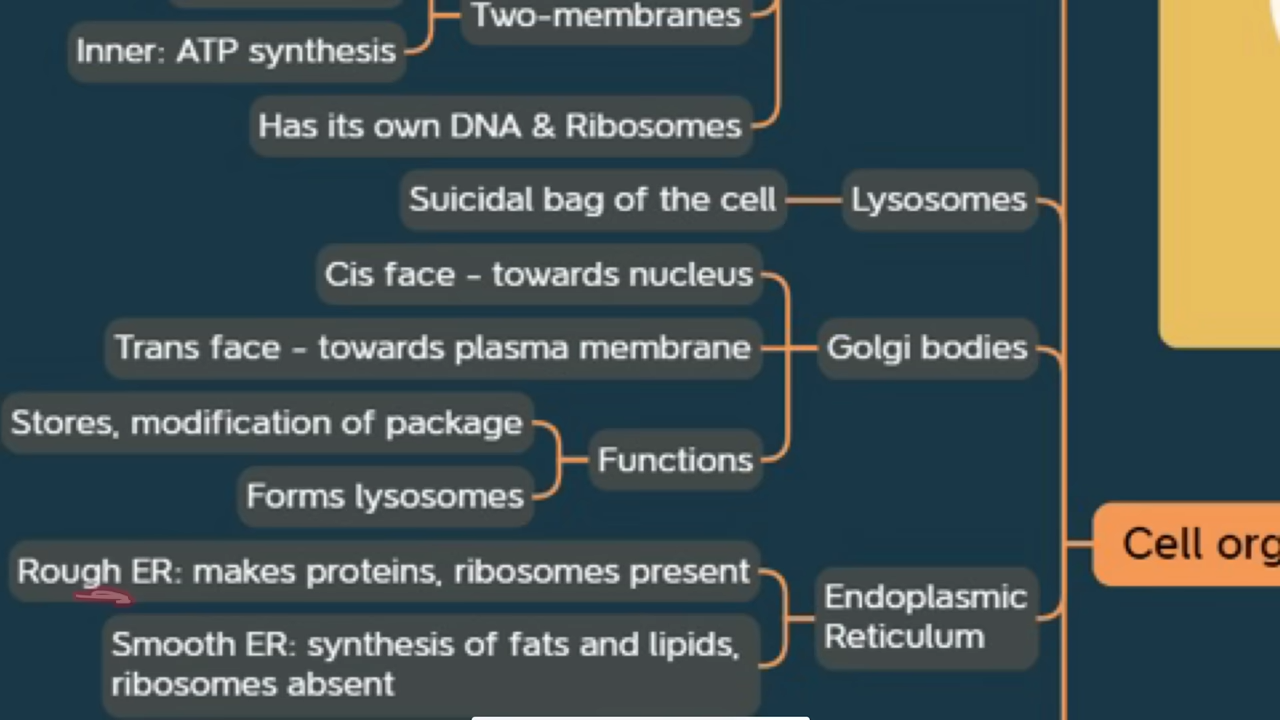 Two-membranes
Inner: ATP synthesis
Has its own DNA & Ribosomes
Suicidal bag of the cell
Lysosomes
Cis face - towards nucleus
Trans face - towards plasma membrane
Golgi bodies
Stores, modification of package
Functions
Forms lysosomes
Cell org
Rough ER: makes proteins, ribosomes present
Endoplasmic
Reticulum
Smooth ER: synthesis of fats and lipids,
ribosomes absent